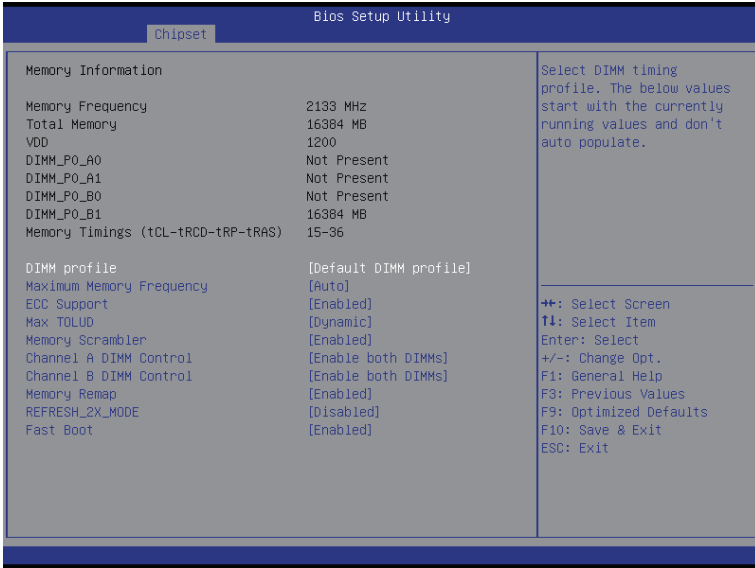 Bios Setup Utility
Chipset
Memory Information
Memory Frequency 2133 MHz
Total Memory 16384 MB
VDD 1200
DIMM_P0_A0 Not Present
DIMM_P0_A1 Not Present
DIMM_P0_B0 Not Present
DIMM_P0_B1 16384 MB
Memory Timings (tCL-tRCD-tRP-tRAS) 15-36
DIMM profile [Default DIMM profile]
Maximum Memory Frequency [Auto]
ECC Support [Enabled]
Max TOLUD [Dynamic]
Memory Scrambler [Enabled]
Channel A DIMM Control [Enable both DIMMs]
Channel B DIMM Control [Enable both DIMMs]
Memory Remap [Enabled]
REFRESH_2X_MODE [Disabled]
Fast Boot [Enabled]
Select DIMM timing
profile. The below values
start with the currently
running values and don't
auto populate.
→←: Select Screen
↑↓: Select Item
Enter: Select
+/-: Change Opt.
F1: General Help
F3: Previous Values
F9: Optimized Defaults
F10: Save & Exit
ESC: Exit